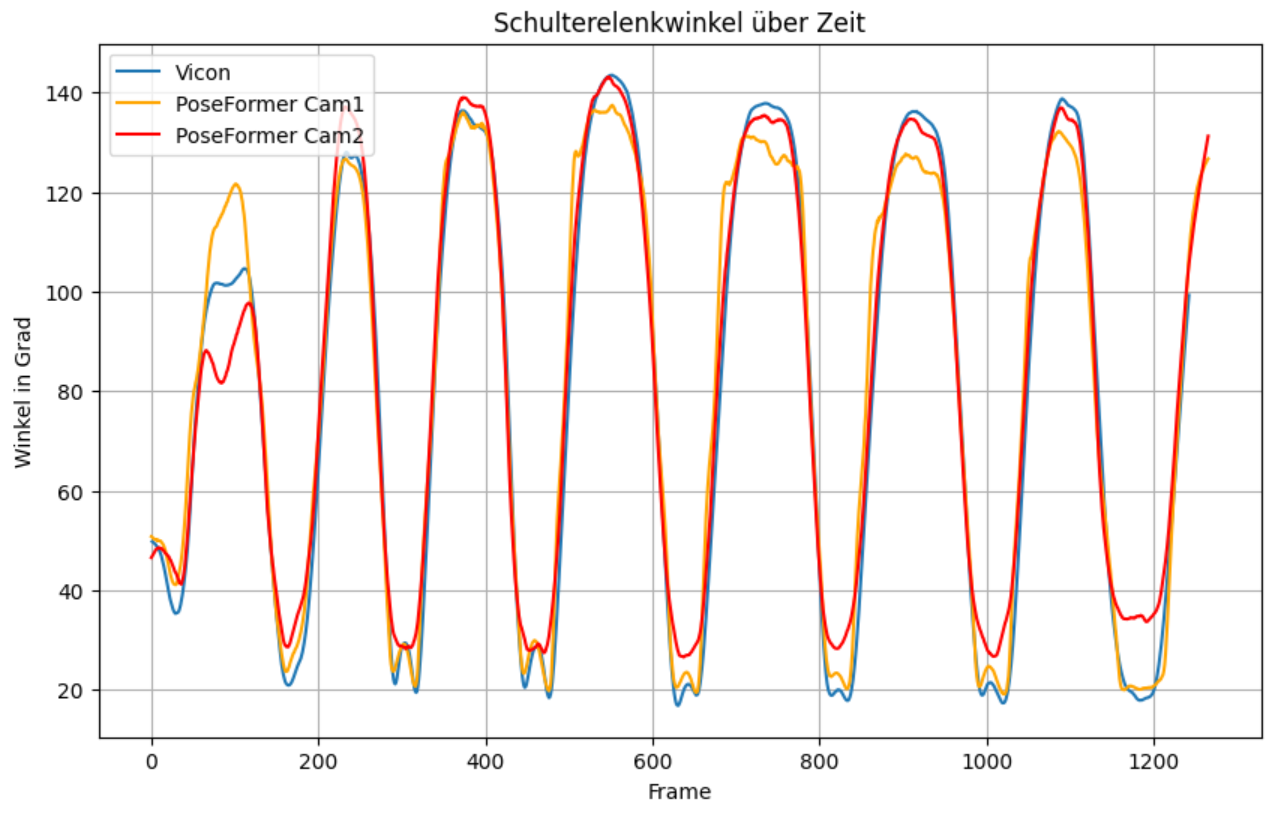 Schulterelenkwinkel über Zeit
Vicon
PoseFormer Cam1
PoseFormer Cam2
Winkel in Grad
140
120
100
80
60
40
20
0 200 400 600 800 1000 1200
Frame